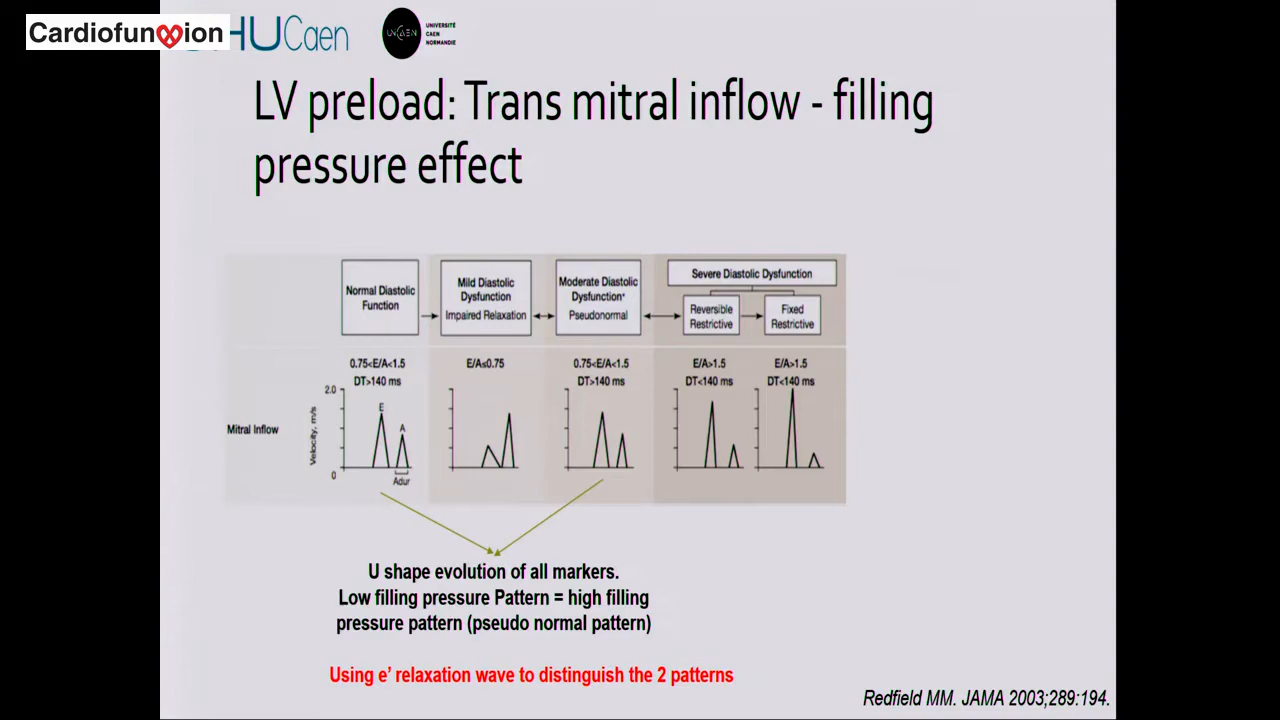 Cardiofunxion
HUCaen
UNCAEN
UNIVERSITÉ
CAEN
NORMANDIE
LV preload: Trans mitral inflow - filling
pressure effect
Normal Diastolic
Function
Mild Diastolic
Dysfunction
Impaired Relaxation
Moderate Diastolic
Dysfunction*
Pseudonormal
Severe Diastolic Dysfunction
Reversible
Restrictive
Fixed
Restrictive
0.75<E/A<1.5
DT>140 ms
E/A≤0.75
0.75<E/A<1.5
DT>140 ms
E/A>1.5
DT<140 ms
E/A>1.5
DT<140 ms
Mitral Inflow
Velocity, m/s
2.0
0
E
A
Adur
U shape evolution of all markers.
Low filling pressure Pattern = high filling
pressure pattern (pseudo normal pattern)
Using e’ relaxation wave to distinguish the 2 patterns
Redfield MM. JAMA 2003;289:194.